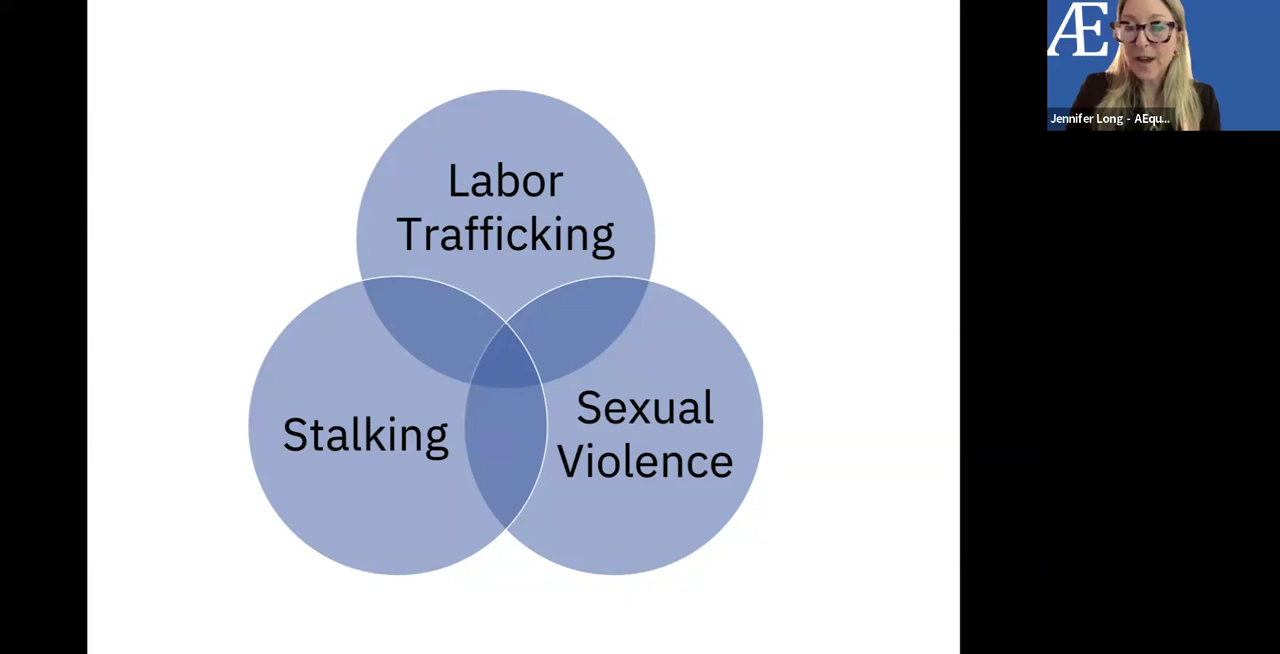 Labor
Trafficking
Stalking
Sexual
Violence
Æ
Jennifer Long - AEqu...